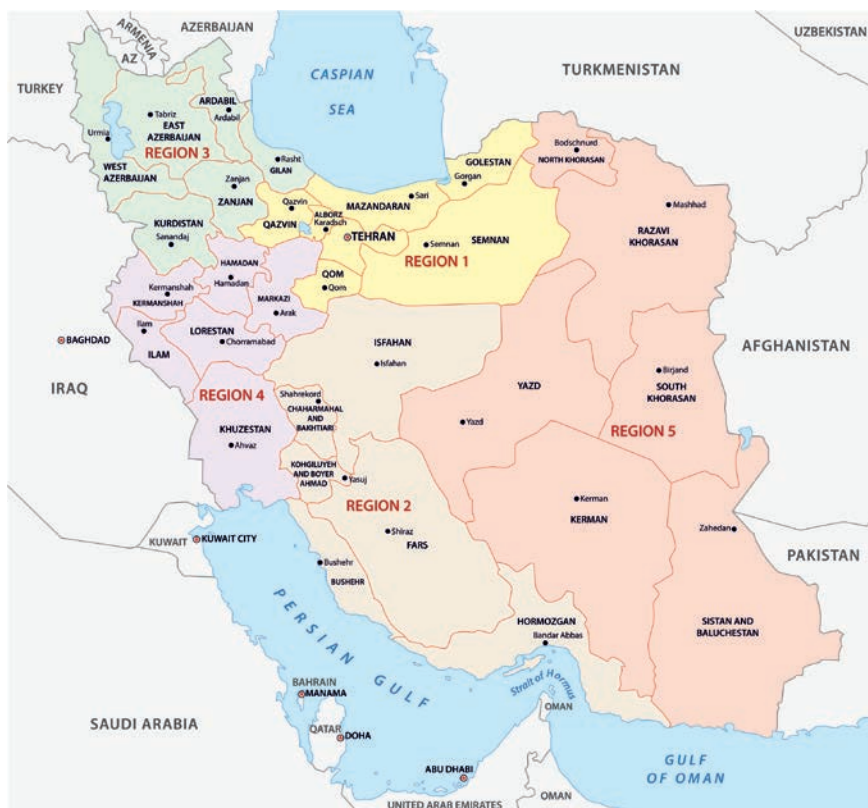 AZERBAIJAN
ARMENIA
AZ
UZBEKISTAN
TURKEY
CASPIAN
SEA
TURKMENISTAN
ARDABIL
Ardabil
Tabriz
EAST
AZERBAIJAN
Urmia
REGION 3
WEST
AZERBAIJAN
Rasht
GILAN
Zanjan
ZANJAN
KURDISTAN
Sanandaj
Bodschnurd
NORTH KHORASAN
GOLESTAN
Gorgan
Mashhad
RAZAVI
KHORASAN
Qazvin
QAZVIN
MAZANDARAN
Sari
ALBORZ
Karadsch
TEHRAN
Semnan
SEMNAN
REGION 1
QOM
Qom
HAMADAN
Hamadan
Kermanshah
KERMANSHAH
MARKAZI
Arak
Ilam
ILAM
LORESTAN
Chorramabad
BAGHDAD
IRAQ
ISFAHAN
Isfahan
AFGHANISTAN
Birjand
SOUTH
KHORASAN
YAZD
Yazd
REGION 5
REGION 4
Shahrekord
CHAHARMAHAL
AND
BAKHTIARI
KHUZESTAN
Ahvaz
KOHGILUYEH
AND BOYER
AHMAD
Yasuj
REGION 2
Kerman
KERMAN
Shiraz
FARS
Zahedan
PAKISTAN
KUWAIT
KUWAIT CITY
Bushehr
BUSHEHR
PERSIAN GULF
HORMOZGAN
Bandar Abbas
SISTAN AND
BALUCHESTAN
Strait of Hormus
BAHRAIN
MANAMA
OMAN
SAUDI ARABIA
QATAR
DOHA
ABU DHABI
GULF
OF OMAN
OMAN
UNITED ARAB EMIRATES